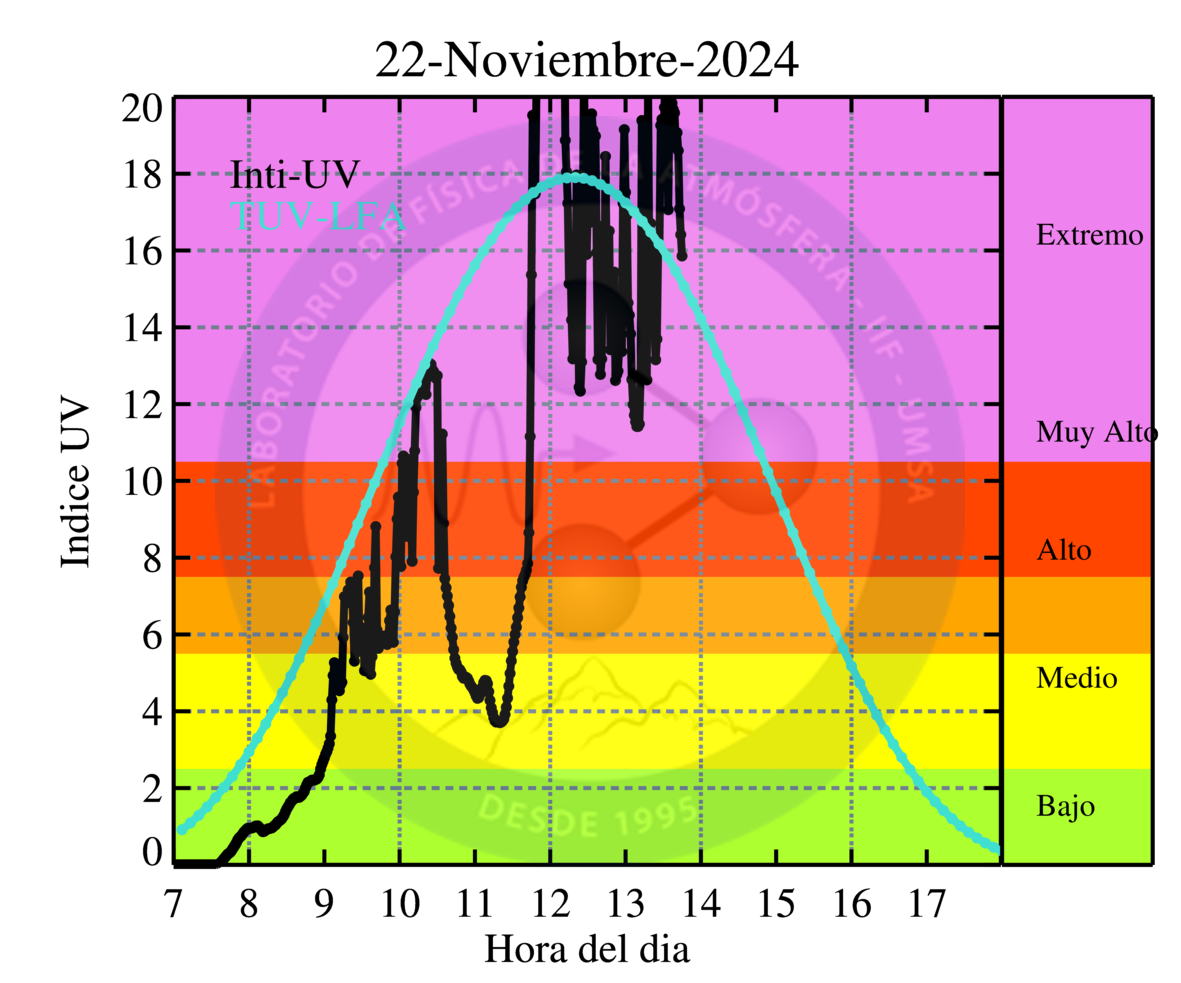 22-Noviembre-2024
20
18
16
14
12
10
8
6
4
2
0
Indice UV
Inti-UV
TUV-LFA
LABORATORIO DE FÍSICA DE LA ATMÓSFERA - IIF - UMSA
DESDE 1995
Extremo
Muy Alto
Alto
Medio
Bajo
7 8 9 10 11 12 13 14 15 16 17
Hora del dia